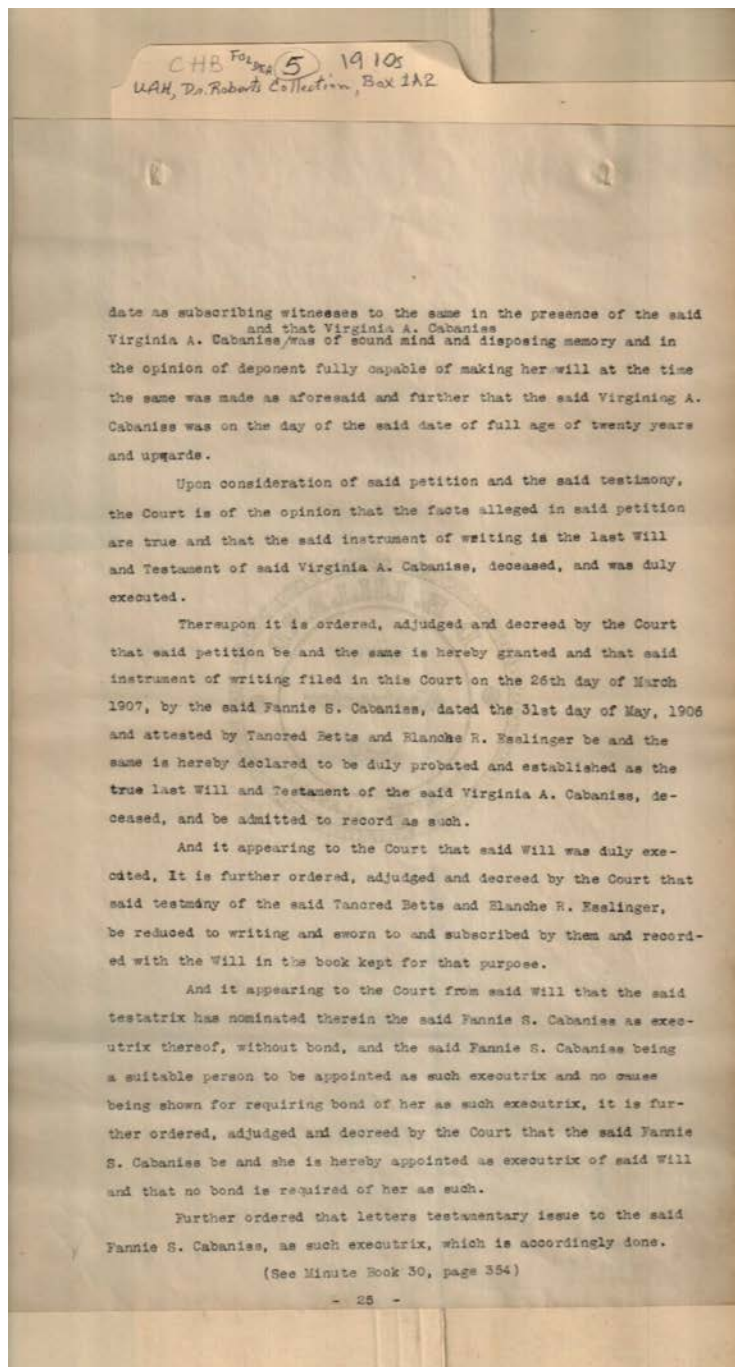 CHB FOLDER 5 1910s
UAH, Dr. Roberts Collection, Box 1A2
date as subscribing witnesses to the same in the presence of the said
and that Virginia A. Cabaniss
Virginia A. Cabaniss/was of sound mind and disposing memory and in
the opinion of deponent fully capable of making her will at the time
the same was made as aforesaid and further that the said Virgining A.
Cabaniss was on the day of the said date of full age of twenty years
and upwards.
Upon consideration of said petition and the said testimony,
the Court is of the opinion that the facts alleged in said petition
are true and that the said instrument of writing is the last Will
and Testament of said Virginia A. Cabaniss, deceased, and was duly
executed.
Thereupon it is ordered, adjudged and decreed by the Court
that said petition be and the same is hereby granted and that said
instrument of writing filed in this Court on the 26th day of March
1907, by the said Fannie S. Cabaniss, dated the 31st day of May, 1906
and attested by Tancred Betts and Blanche R. Esslinger be and the
same is hereby declared to be duly probated and established as the
true last Will and Testament of the said Virginia A. Cabaniss, de-
ceased, and be admitted to record as such.
And it appearing to the Court that said Will was duly exe-
cuted, It is further ordered, adjudged and decreed by the Court that
said testmony of the said Tancred Betts and Blanche R. Esslinger,
be reduced to writing and sworn to and subscribed by them and record-
ed with the Will in the book kept for that purpose.
And it appearing to the Court from said Will that the said
testatrix has nominated therein the said Fannie S. Cabaniss as exec-
utrix thereof, without bond, and the said Fannie S. Cabaniss being
a suitable person to be appointed as such executrix and no cause
being shown for requiring bond of her as such executrix, it is fur-
ther ordered, adjudged and decreed by the Court that the said Fannie
S. Cabaniss be and she is hereby appointed as executrix of said Will
and that no bond is required of her as such.
Further ordered that letters testamentary issue to the said
Fannie S. Cabaniss, as such executrix, which is accordingly done.
(See Minute Book 30, page 354)
- 25 -